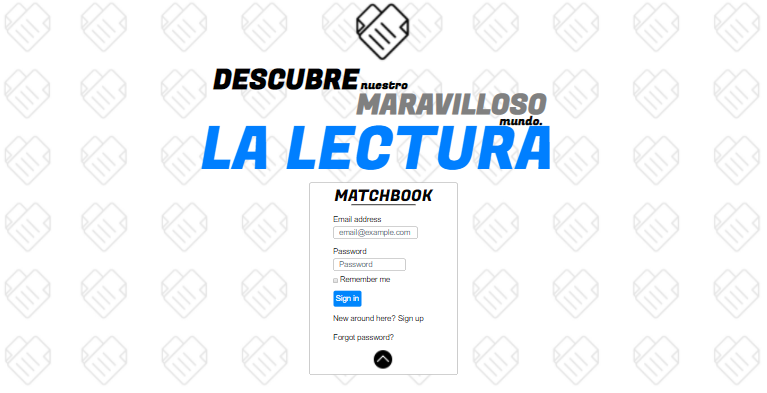 DESCUBRE nuestro
MARAVILLOSO
mundo.
LA LECTURA
MATCHBOOK
Email address
email@example.com
Password
Password
Remember me
Sign in
New around here? Sign up
Forgot password?